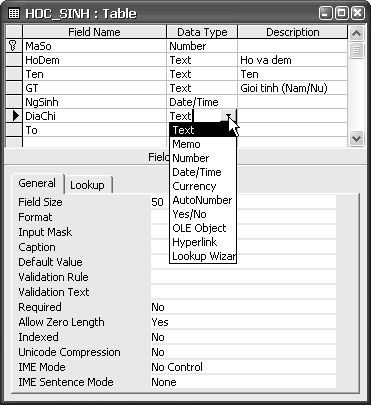 HOC_SINH : Table
Field Name Data Type Description
MaSo Number
HoDem Text Ho va dem
Ten Text Ten
GT Text Gioi tinh (Nam/Nu)
NgSinh Date/Time
DiaChi Text
To
Text
Memo
Number
Date/Time
Currency
AutoNumber
Yes/No
OLE Object
Hyperlink
Lookup Wizar
Field
General Lookup
Field Size 50
Format
Input Mask
Caption
Default Value
Validation Rule
Validation Text
Required No
Allow Zero Length Yes
Indexed No
Unicode Compression No
IME Mode No Control
IME Sentence Mode None